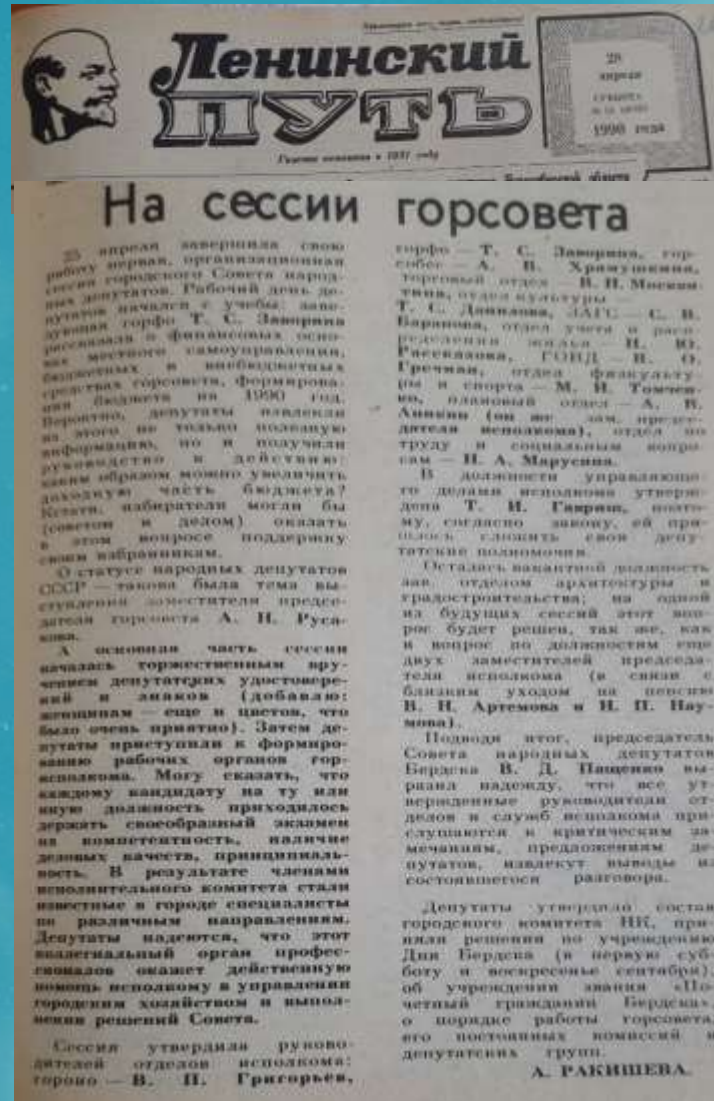 Ленинский
ПУТЬ
28
апреля
суббота
1990 года
Газета основана в 1931 году
Новосибирской области
На сессии горсовета
25 апреля завершила свою
работу первая, организационная
сессия городского Совета народ-
ных депутатов. Рабочий день де-
путатов начался с учебы: заве-
дующая горфо Т. С. Заворина
рассказала о финансовых осно-
вах местного самоуправления,
бюджетных и внебюджетных
средствах горсовета, формирова-
нии бюджета на 1990 год.
Вероятно, депутаты извлекли
из этого не только полезную
информацию, но и получили
руководство к действию:
каким образом можно увеличить
доходную часть бюджета?
Кстати, избиратели могли бы
(советом и делом) оказать
в этом вопросе поддержку
своим избранникам.
О статусе народных депутатов
СССР — такова была тема вы-
ступления заместителя предсе-
дателя горсовета А. Н. Руса-
кова.
А основная часть сессии
началась торжественным вру-
чением депутатских удостовере-
ний и знаков (добавлю:
женщинам — еще и цветов, что
было очень приятно). Затем де-
путаты приступили к формиро-
ванию рабочих органов гор-
исполкома. Могу сказать, что
каждому кандидату на ту или
иную должность приходилось
держать своеобразный экзамен
на компетентность, наличие
деловых качеств, принципиаль-
ность. В результате членами
исполнительного комитета стали
известные в городе специалисты
по различным направлениям.
Депутаты надеются, что этот
коллегиальный орган профес-
сионалов окажет действенную
помощь исполкому в управлении
городским хозяйством и выпол-
нении решений Совета.
Сессия утвердила руково-
дителей отделов исполкома:
гороно — В. П. Григорьев,
горфо — Т. С. Заворина, гор-
собес — А. В. Храмушкина,
торговый отдел — В. Н. Москви-
тина, отдел культуры —
Т. С. Данилова, ЗАГС — С. В.
Баранова, отдел учета и расп-
ределения жилья — Н. Ю.
Рассказова, ГОВД — В. О.
Гречман, отдел физкульту-
ры и спорта — М. И. Томчен-
ко, плановый отдел — А. В.
Аникин (он же зам. предсе-
дателя исполкома), отдел по
труду и социальным вопро-
сам — Н. А. Марусина.
В должности управляюще-
го делами исполкома утверж-
дена Т. И. Гавриш, поэто-
му, согласно закону, ей при-
шлось сложить свои депу-
татские полномочия.
Осталась вакантной должность
зав. отделом архитектуры и
градостроительства; на одной
из будущих сессий этот воп-
рос будет решен, так же, как
и вопрос по должностям еще
двух заместителей председа-
теля исполкома (в связи с
близким уходом на пенсию
В. Н. Артемова и Н. П. Нау-
мова).
Подводя итог, председатель
Совета народных депутатов
Бердска В. Д. Пащенко вы-
разил надежду, что все ут-
вержденные руководители от-
делов и служб исполкома при-
слушаются к критическим за-
мечаниям, предложениям де-
путатов, извлекут выводы из
состоявшегося разговора.
Депутаты утвердили состав
городского комитета НК, при-
няли решения по учреждению
Дня Бердска (в первую суб-
боту и воскресенье сентября),
об учреждении звания «По-
четный гражданин Бердска»,
о порядке работы горсовета,
его постоянных комиссий и
депутатских групп.
А. РАКИШЕВА.